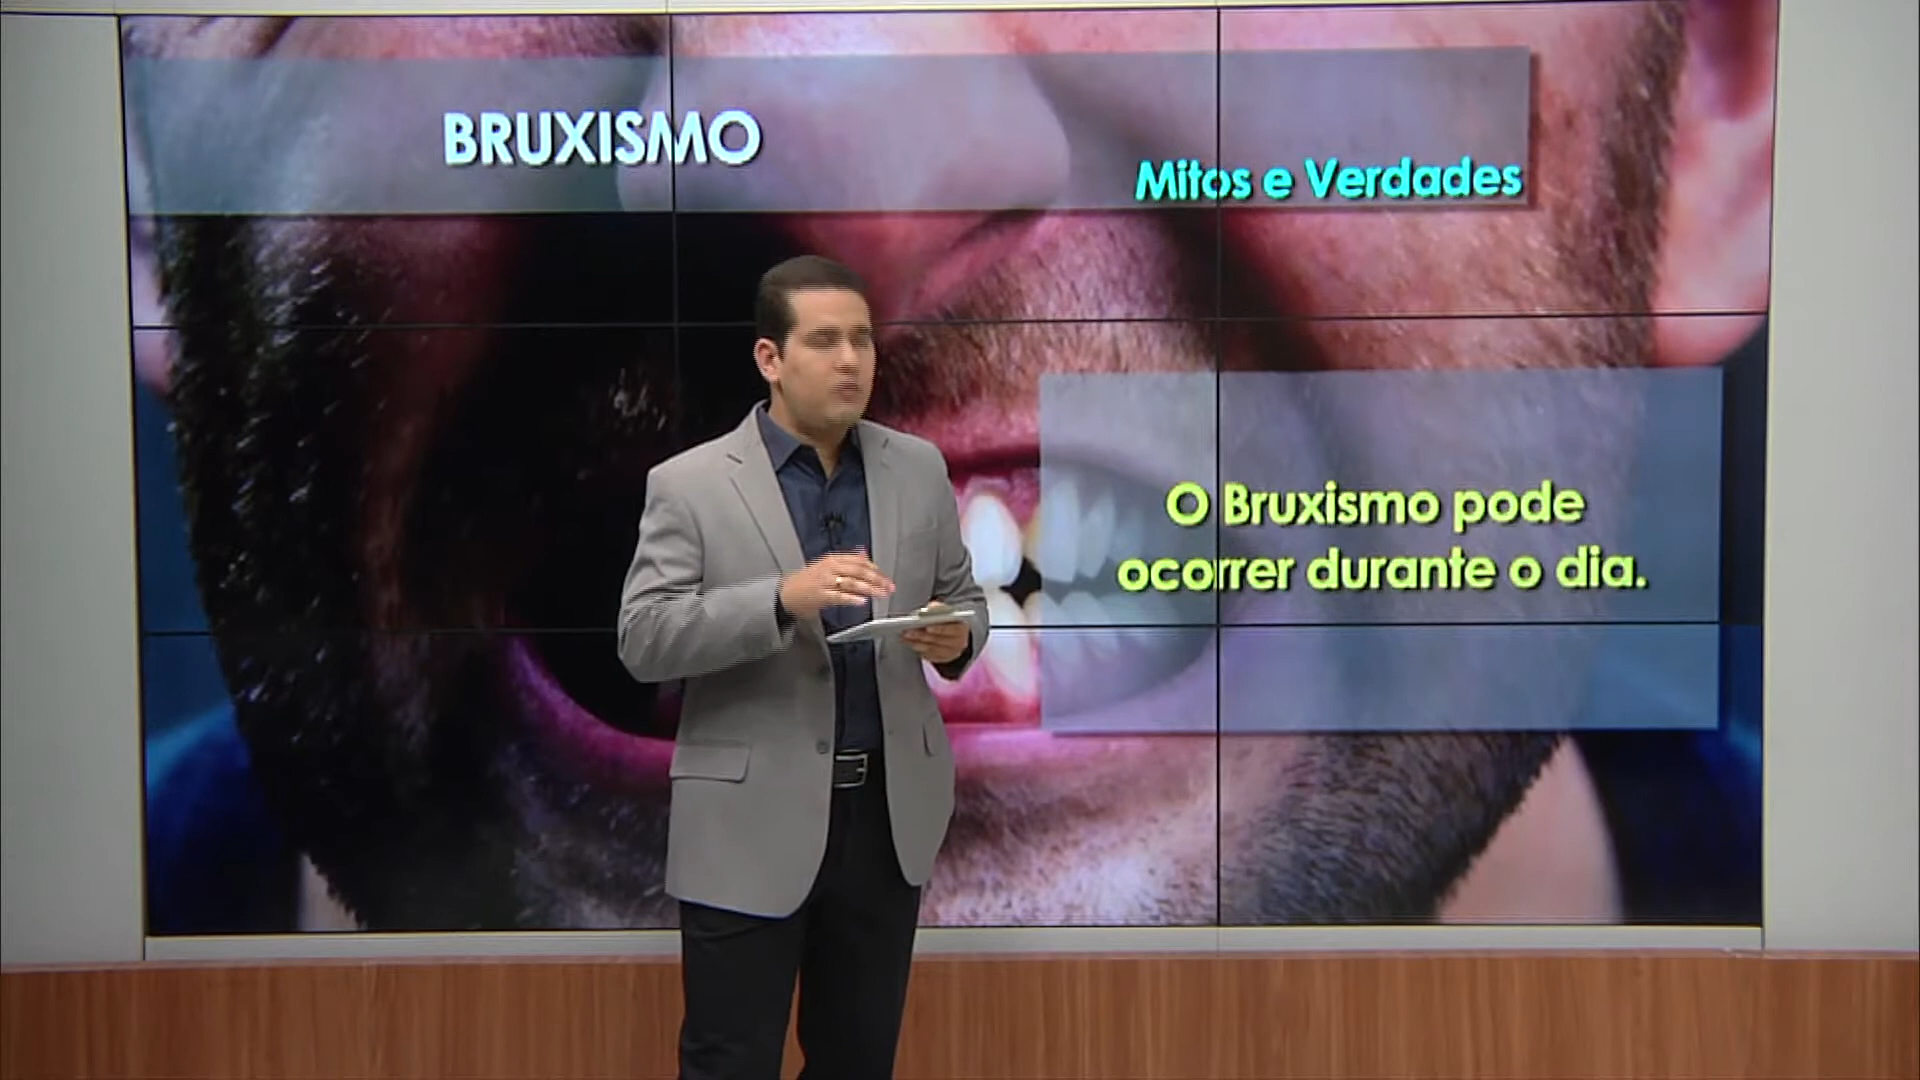 BRUXISMO
Mitos e Verdades
O Bruxismo pode
ocorrer durante o dia.